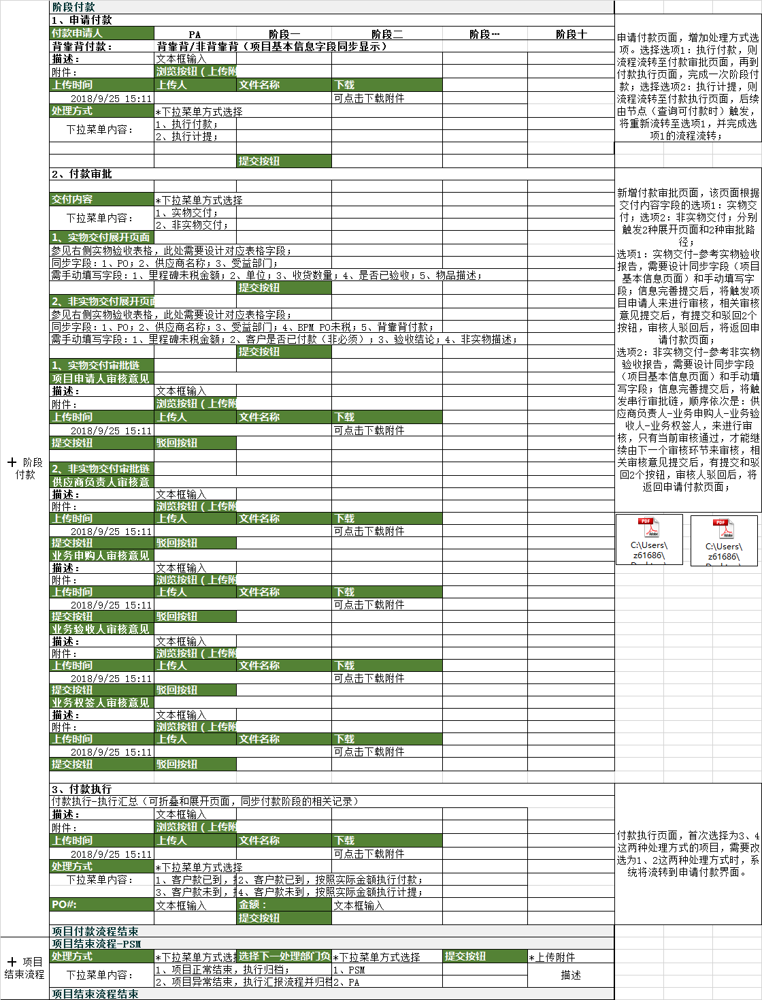 阶段付款
1、申请付款
付款申请人 PA 阶段一 阶段二 阶段… 阶段十
背靠背付款: 背靠背/非背靠背（项目基本信息字段同步显示）
描述: 文本框输入
附件: 浏览按钮（上传附
上传时间 上传人 文件名称 下载
2018/9/25 15:11 可点击下载附件
处理方式 *下拉菜单方式选择
下拉菜单内容: 1、执行付款;
2、执行计提;
提交按钮
申请付款页面，增加处理方式选
项。选择选项1: 执行付款，则
流程流转至付款审批页面，再到
付款执行页面，完成一次阶段付
款; 选择选项2: 执行计提，则
流程流转至付款执行页面，后续
由节点（查询可付款时）触发，
将重新流转至选项1，并完成选
项1的流程流转;
2、付款审批
交付内容 *下拉菜单方式选择
下拉菜单内容: 1、实物交付;
2、非实物交付;
1、实物交付展开页面
参见右侧实物验收表格，此处需要设计对应表格字段;
同步字段: 1、PO; 2、供应商名称; 3、受益部门;
需手动填写字段: 1、里程碑未税金额; 2、单位; 3、收货数量; 4、是否已验收; 5、物品描述;
提交按钮
2、非实物交付展开页面
参见右侧实物验收表格，此处需要设计对应表格字段;
同步字段: 1、PO; 2、供应商名称; 3、受益部门; 4、BPM PO未税; 5、背靠背付款;
需手动填写字段: 1、里程碑未税金额; 2、客户是否已付款（非必须）; 3、验收结论; 4、非实物描述;
提交按钮
1、实物交付审批链
项目申请人审核意见
描述: 文本框输入
附件: 浏览按钮（上传附
上传时间 上传人 文件名称 下载
2018/9/25 15:11 可点击下载附件
提交按钮 驳回按钮
+ 阶段
付款
2、非实物交付审批链
供应商负责人审核意
描述: 文本框输入
附件: 浏览按钮（上传附
上传时间 上传人 文件名称 下载
2018/9/25 15:11 可点击下载附件
提交按钮 驳回按钮
业务申购人审核意见
描述: 文本框输入
附件: 浏览按钮（上传附
上传时间 上传人 文件名称 下载
2018/9/25 15:11 可点击下载附件
提交按钮 驳回按钮
业务验收人审核意见
描述: 文本框输入
附件: 浏览按钮（上传附
上传时间 上传人 文件名称 下载
2018/9/25 15:11 可点击下载附件
提交按钮 驳回按钮
业务权签人审核意见
描述: 文本框输入
附件: 浏览按钮（上传附
上传时间 上传人 文件名称 下载
2018/9/25 15:11 可点击下载附件
提交按钮 驳回按钮
新增付款审批页面，该页面根据
交付内容字段的选项1: 实物交
付; 选项2: 非实物交付; 分别
触发2种展开页面和2种审批路
径;
选项1: 实物交付-参考实物验收
报告，需要设计同步字段（项目
基本信息页面）和手动填写字
段; 信息完善提交后，将触发项
目申请人来进行审核，相关审核
意见提交后，有提交和驳回2个
按钮，审核人驳回后，将返回申
请付款页面;
选项2: 非实物交付-参考非实物
验收报告，需要设计同步字段
（项目基本信息页面）和手动填
写字段; 信息完善提交后，将触
发串行审批链，顺序依次是: 供
应商负责人-业务申购人-业务验
收人-业务权签人，来进行审
核，只有当前审核通过，才能继
续由下一个审核环节来审核，相
关审核意见提交后，有提交和驳
回2个按钮，审核人驳回后，将
返回申请付款页面;
PDF
Adobe
C:\Users\
z61686\
PDF
Adobe
C:\Users\
z61686\
3、付款执行
付款执行-执行汇总（可折叠和展开页面，同步付款阶段的相关记录）
描述: 文本框输入
附件: 浏览按钮（上传附
上传时间 上传人 文件名称 下载
2018/9/25 15:11 可点击下载附件
处理方式 *下拉菜单方式选择
下拉菜单内容: 1、客户款已到， 2、客户款已到，按照实际金额执行付款;
3、客户款未到， 4、客户款未到，按照实际金额执行计提;
PO#: 文本框输入 金额: 文本框输入
提交按钮
付款执行页面，首次选择为3、4
这两种处理方式的项目，需要改
选为1、2这两种处理方式时，系
统将流转到申请付款界面。
项目付款流程结束
项目结束流程-PSM
+ 项目
结束流程
处理方式 *下拉菜单方式选 选择下一处理部门负 *下拉菜单方式选择 提交按钮 *上传附件
下拉菜单内容: 1、项目正常结束，执行归档; 1、PSM 描述
2、项目异常结束，执行汇报流程并归档 2、PA
项目结束流程结束